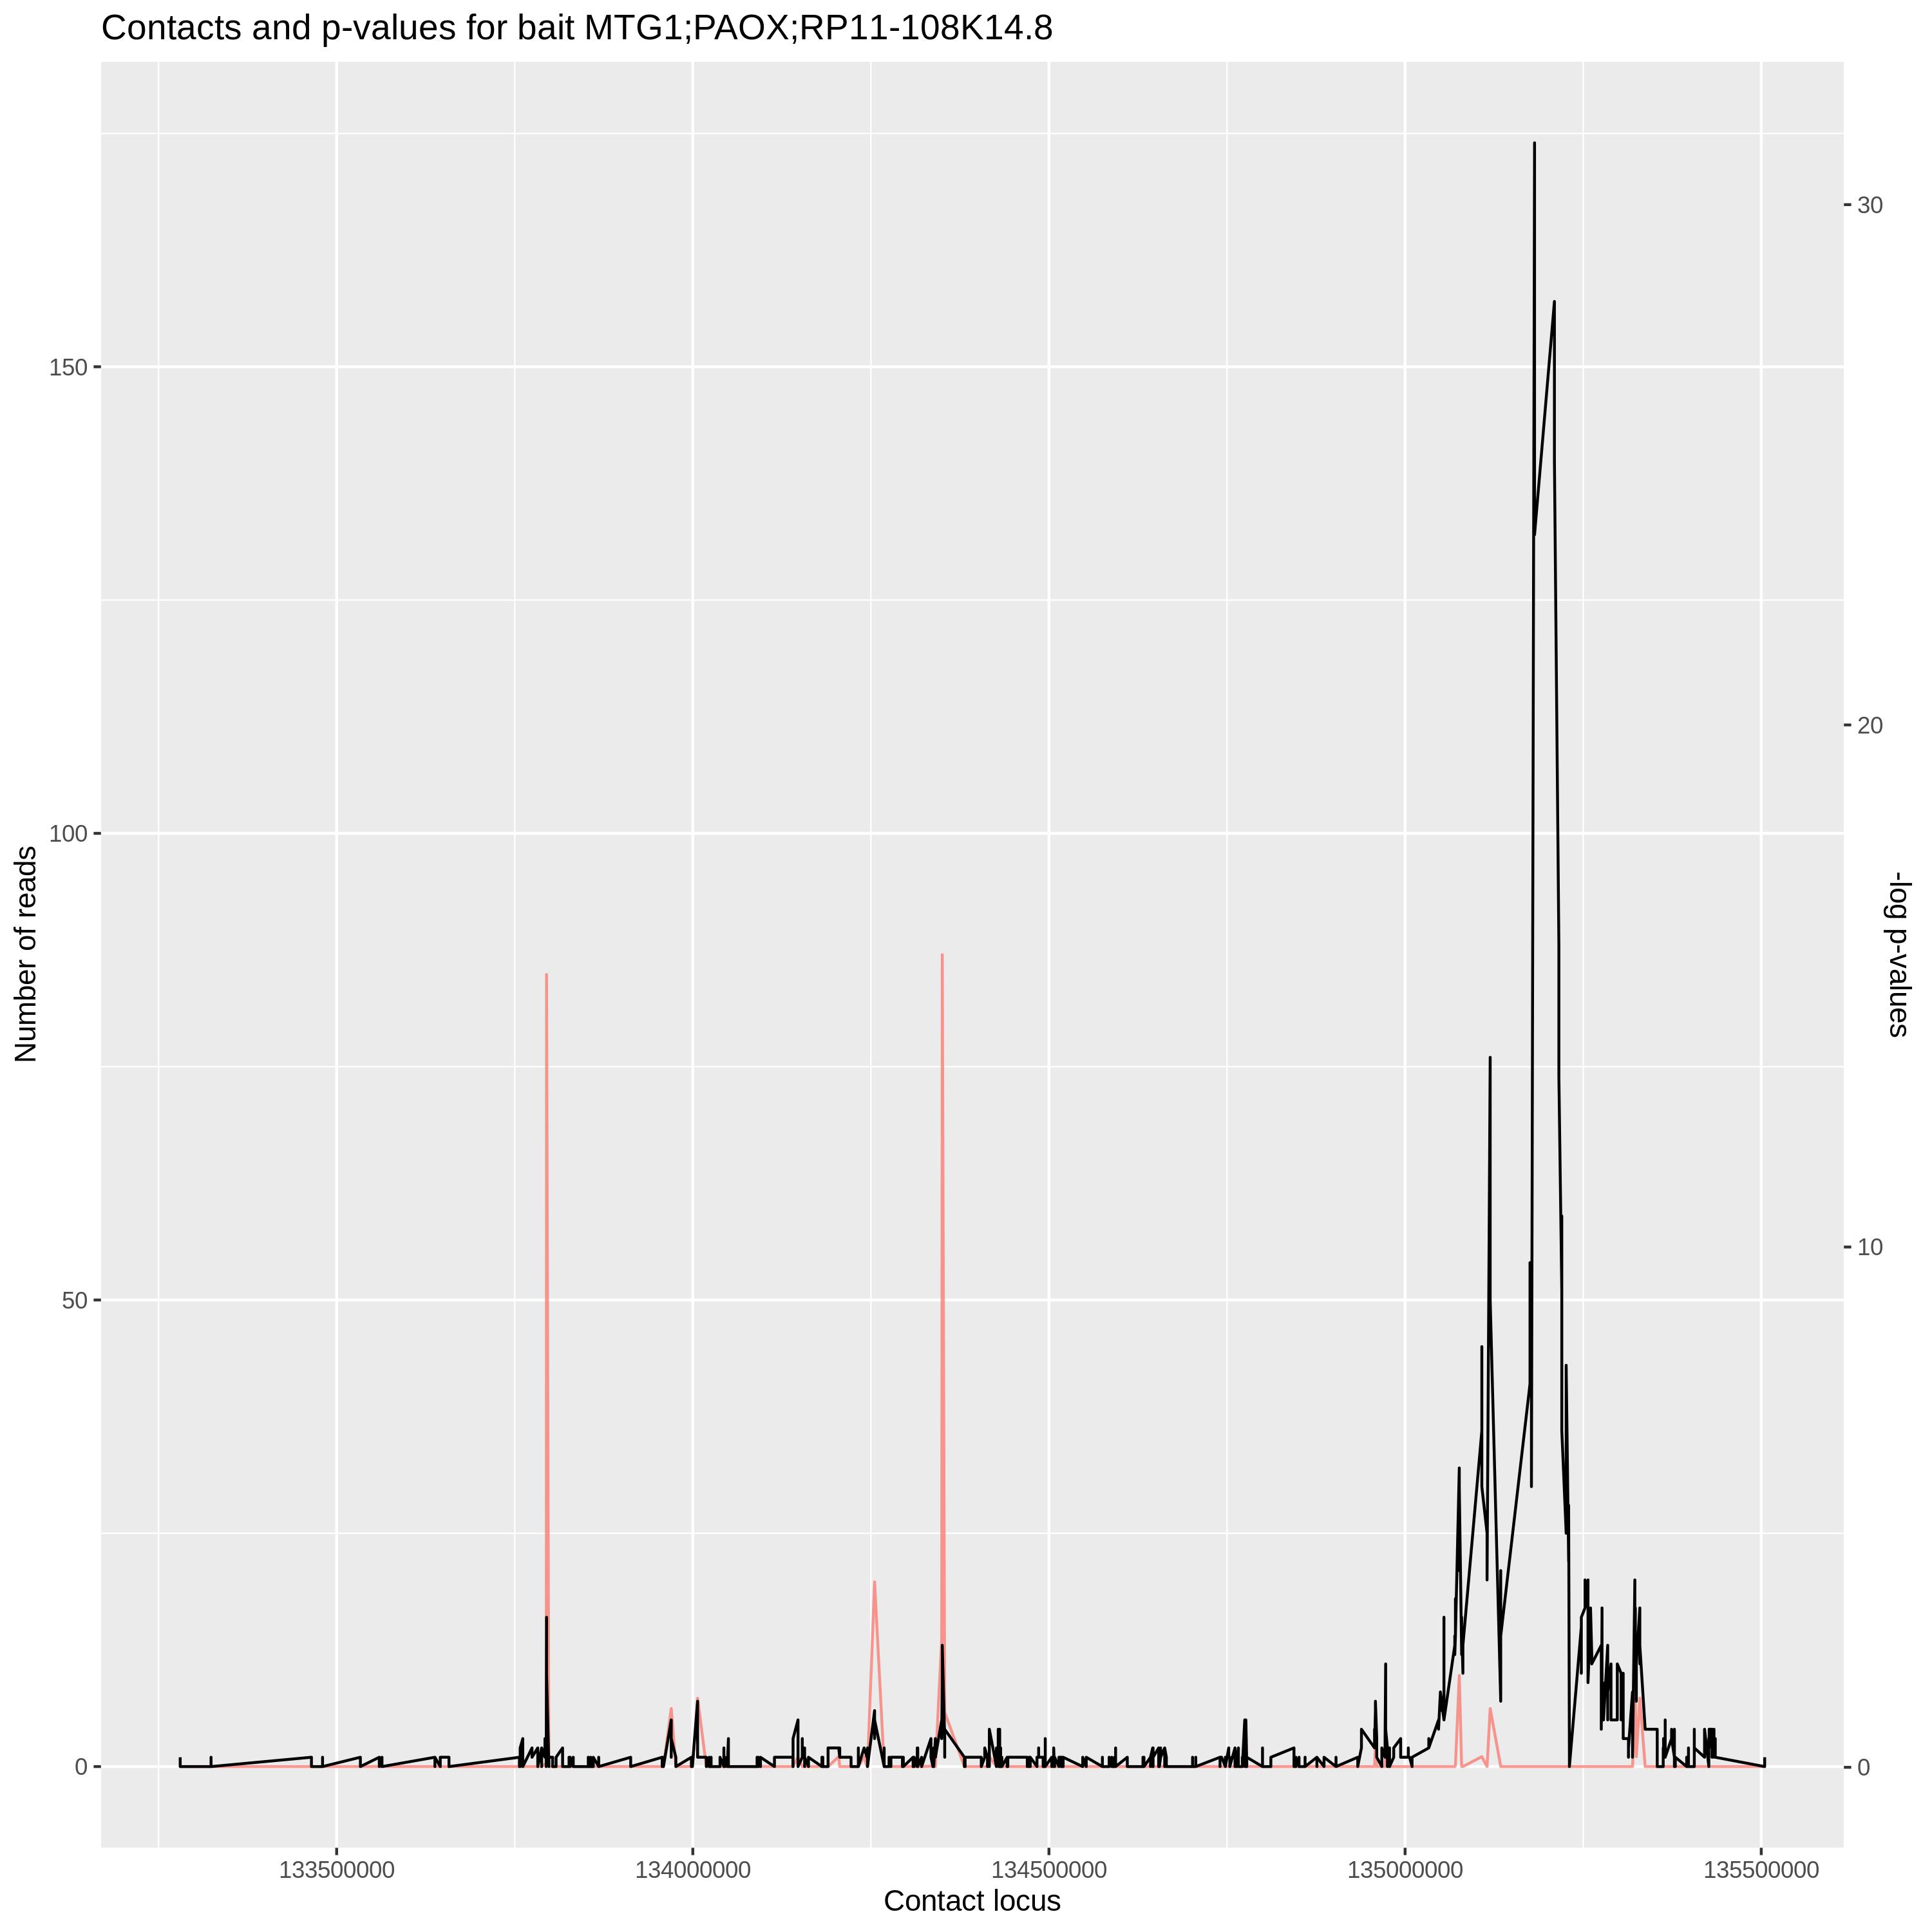 Contacts and p-values for bait MTG1;PAOX;RP11-108K14.8
Number of reads
150
100
50
0
30
20
10
0
-log p-values
133500000 134000000 134500000 135000000 135500000
Contact locus